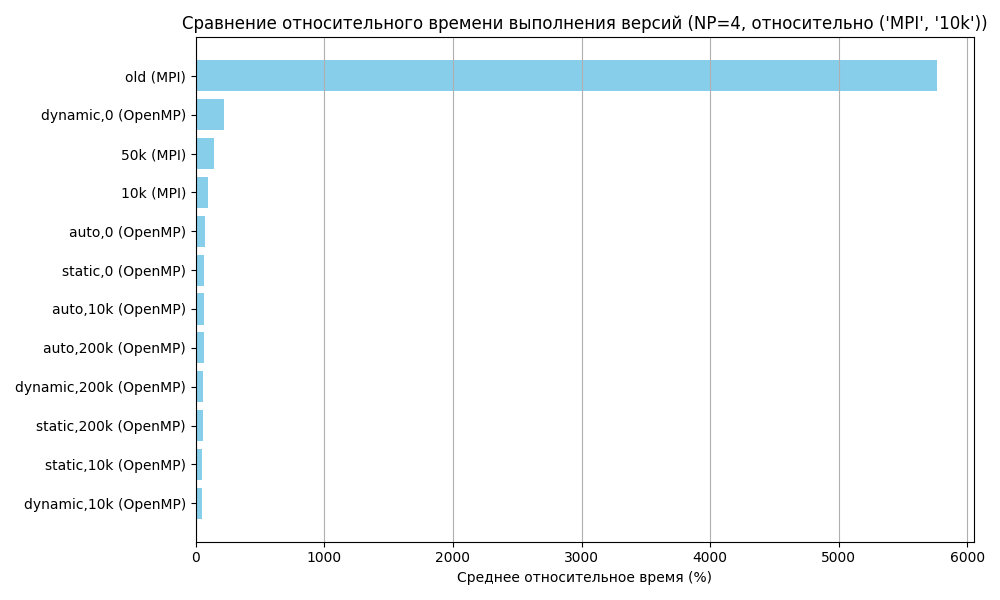 Сравнение относительного времени выполнения версий (NP=4, относительно ('MPI', '10k'))
old (MPI)
dynamic,0 (OpenMP)
50k (MPI)
10k (MPI)
auto,0 (OpenMP)
static,0 (OpenMP)
auto,10k (OpenMP)
auto,200k (OpenMP)
dynamic,200k (OpenMP)
static,200k (OpenMP)
static,10k (OpenMP)
dynamic,10k (OpenMP)
0 1000 2000 3000 4000 5000 6000
Среднее относительное время (%)